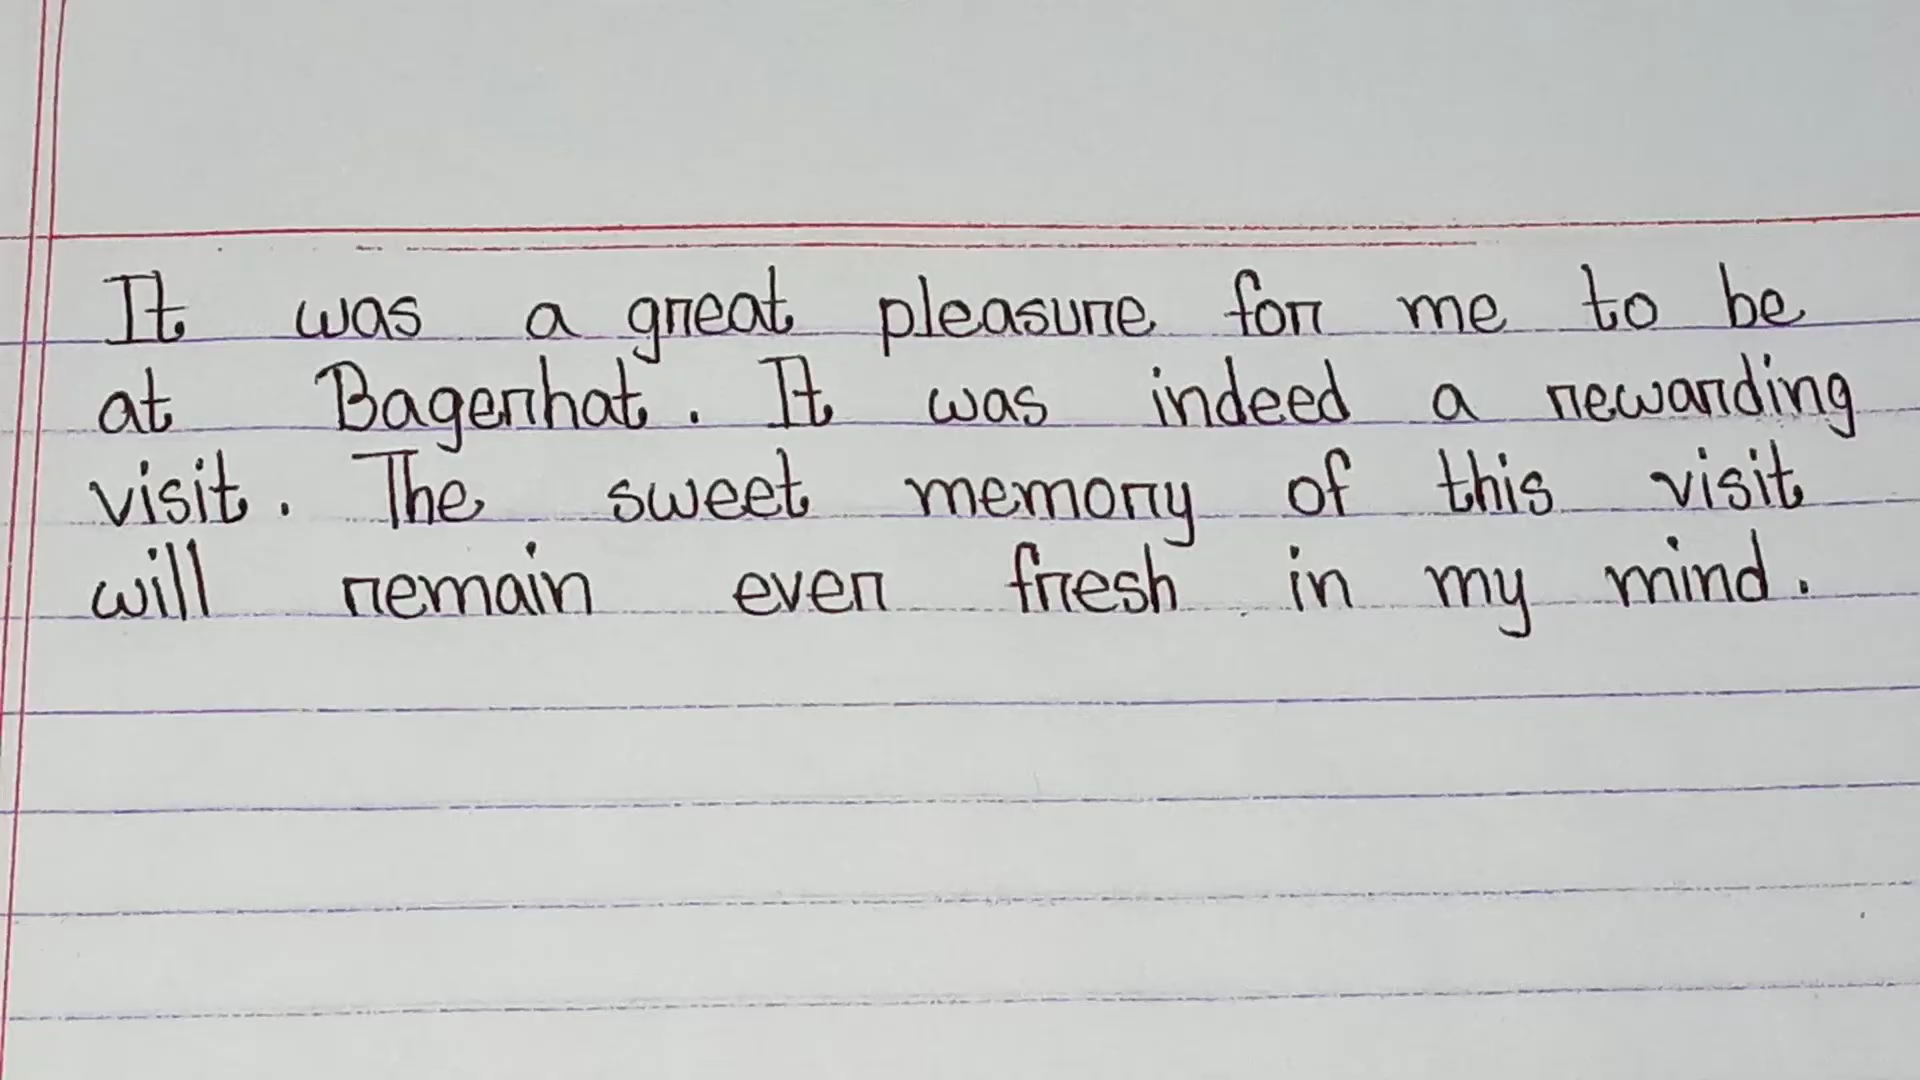 It was a great pleasure for me to be
at Bagerhat. It was indeed a rewarding
visit. The sweet memory of this visit
will remain ever fresh in my mind.